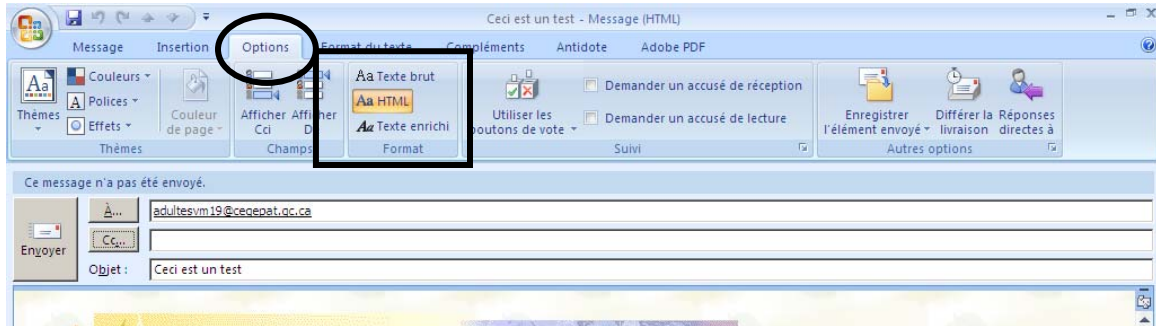 Ceci est un test - Message (HTML)
Message Insertion Options Format du texte Compléments Antidote Adobe PDF
Thèmes
Couleurs
Polices
Effets
Couleur de page
Thèmes
Afficher Cci
Afficher De
Champs
Aa Texte brut
Aa HTML
Aa Texte enrichi
Format
Utiliser les boutons de vote
Demander un accusé de réception
Demander un accusé de lecture
Suivi
Enregistrer l'élément envoyé
Différer la livraison
Réponses directes à
Autres options
Ce message n'a pas été envoyé.
Envoyer
À... adultesvm19@cegepat.qc.ca
Cc...
Objet : Ceci est un test